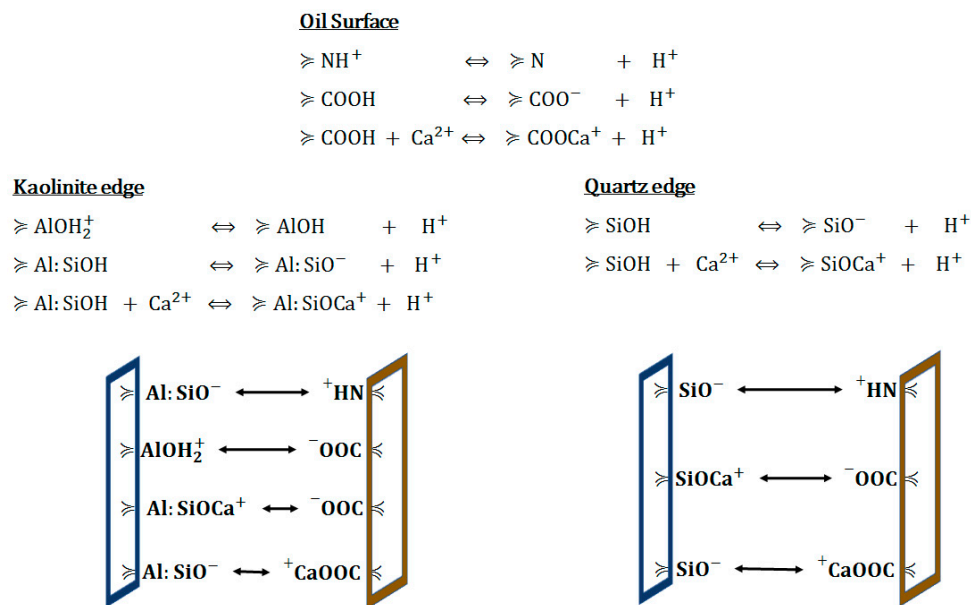 Oil Surface
≽ NH⁺ ⇔ ≽ N + H⁺
≽ COOH ⇔ ≽ COO⁻ + H⁺
≽ COOH + Ca²⁺ ⇔ ≽ COOCa⁺ + H⁺
Kaolinite edge
≽ AlOH₂⁺ ⇔ ≽ AlOH + H⁺
≽ Al: SiOH ⇔ ≽ Al: SiO⁻ + H⁺
≽ Al: SiOH + Ca²⁺ ⇔ ≽ Al: SiOCa⁺ + H⁺
Quartz edge
≽ SiOH ⇔ ≽ SiO⁻ + H⁺
≽ SiOH + Ca²⁺ ⇔ ≽ SiOCa⁺ + H⁺
≽ Al: SiO⁻ ⟷ ⁺HN ≼
≽ AlOH₂⁺ ⟷ ⁻OOC ≼
≽ Al: SiOCa⁺ ⟷ ⁻OOC ≼
≽ Al: SiO⁻ ⟷ ⁺CaOOC ≼
≽ SiO⁻ ⟷ ⁺HN ≼
≽ SiOCa⁺ ⟷ ⁻OOC ≼
≽ SiO⁻ ⟷ ⁺CaOOC ≼